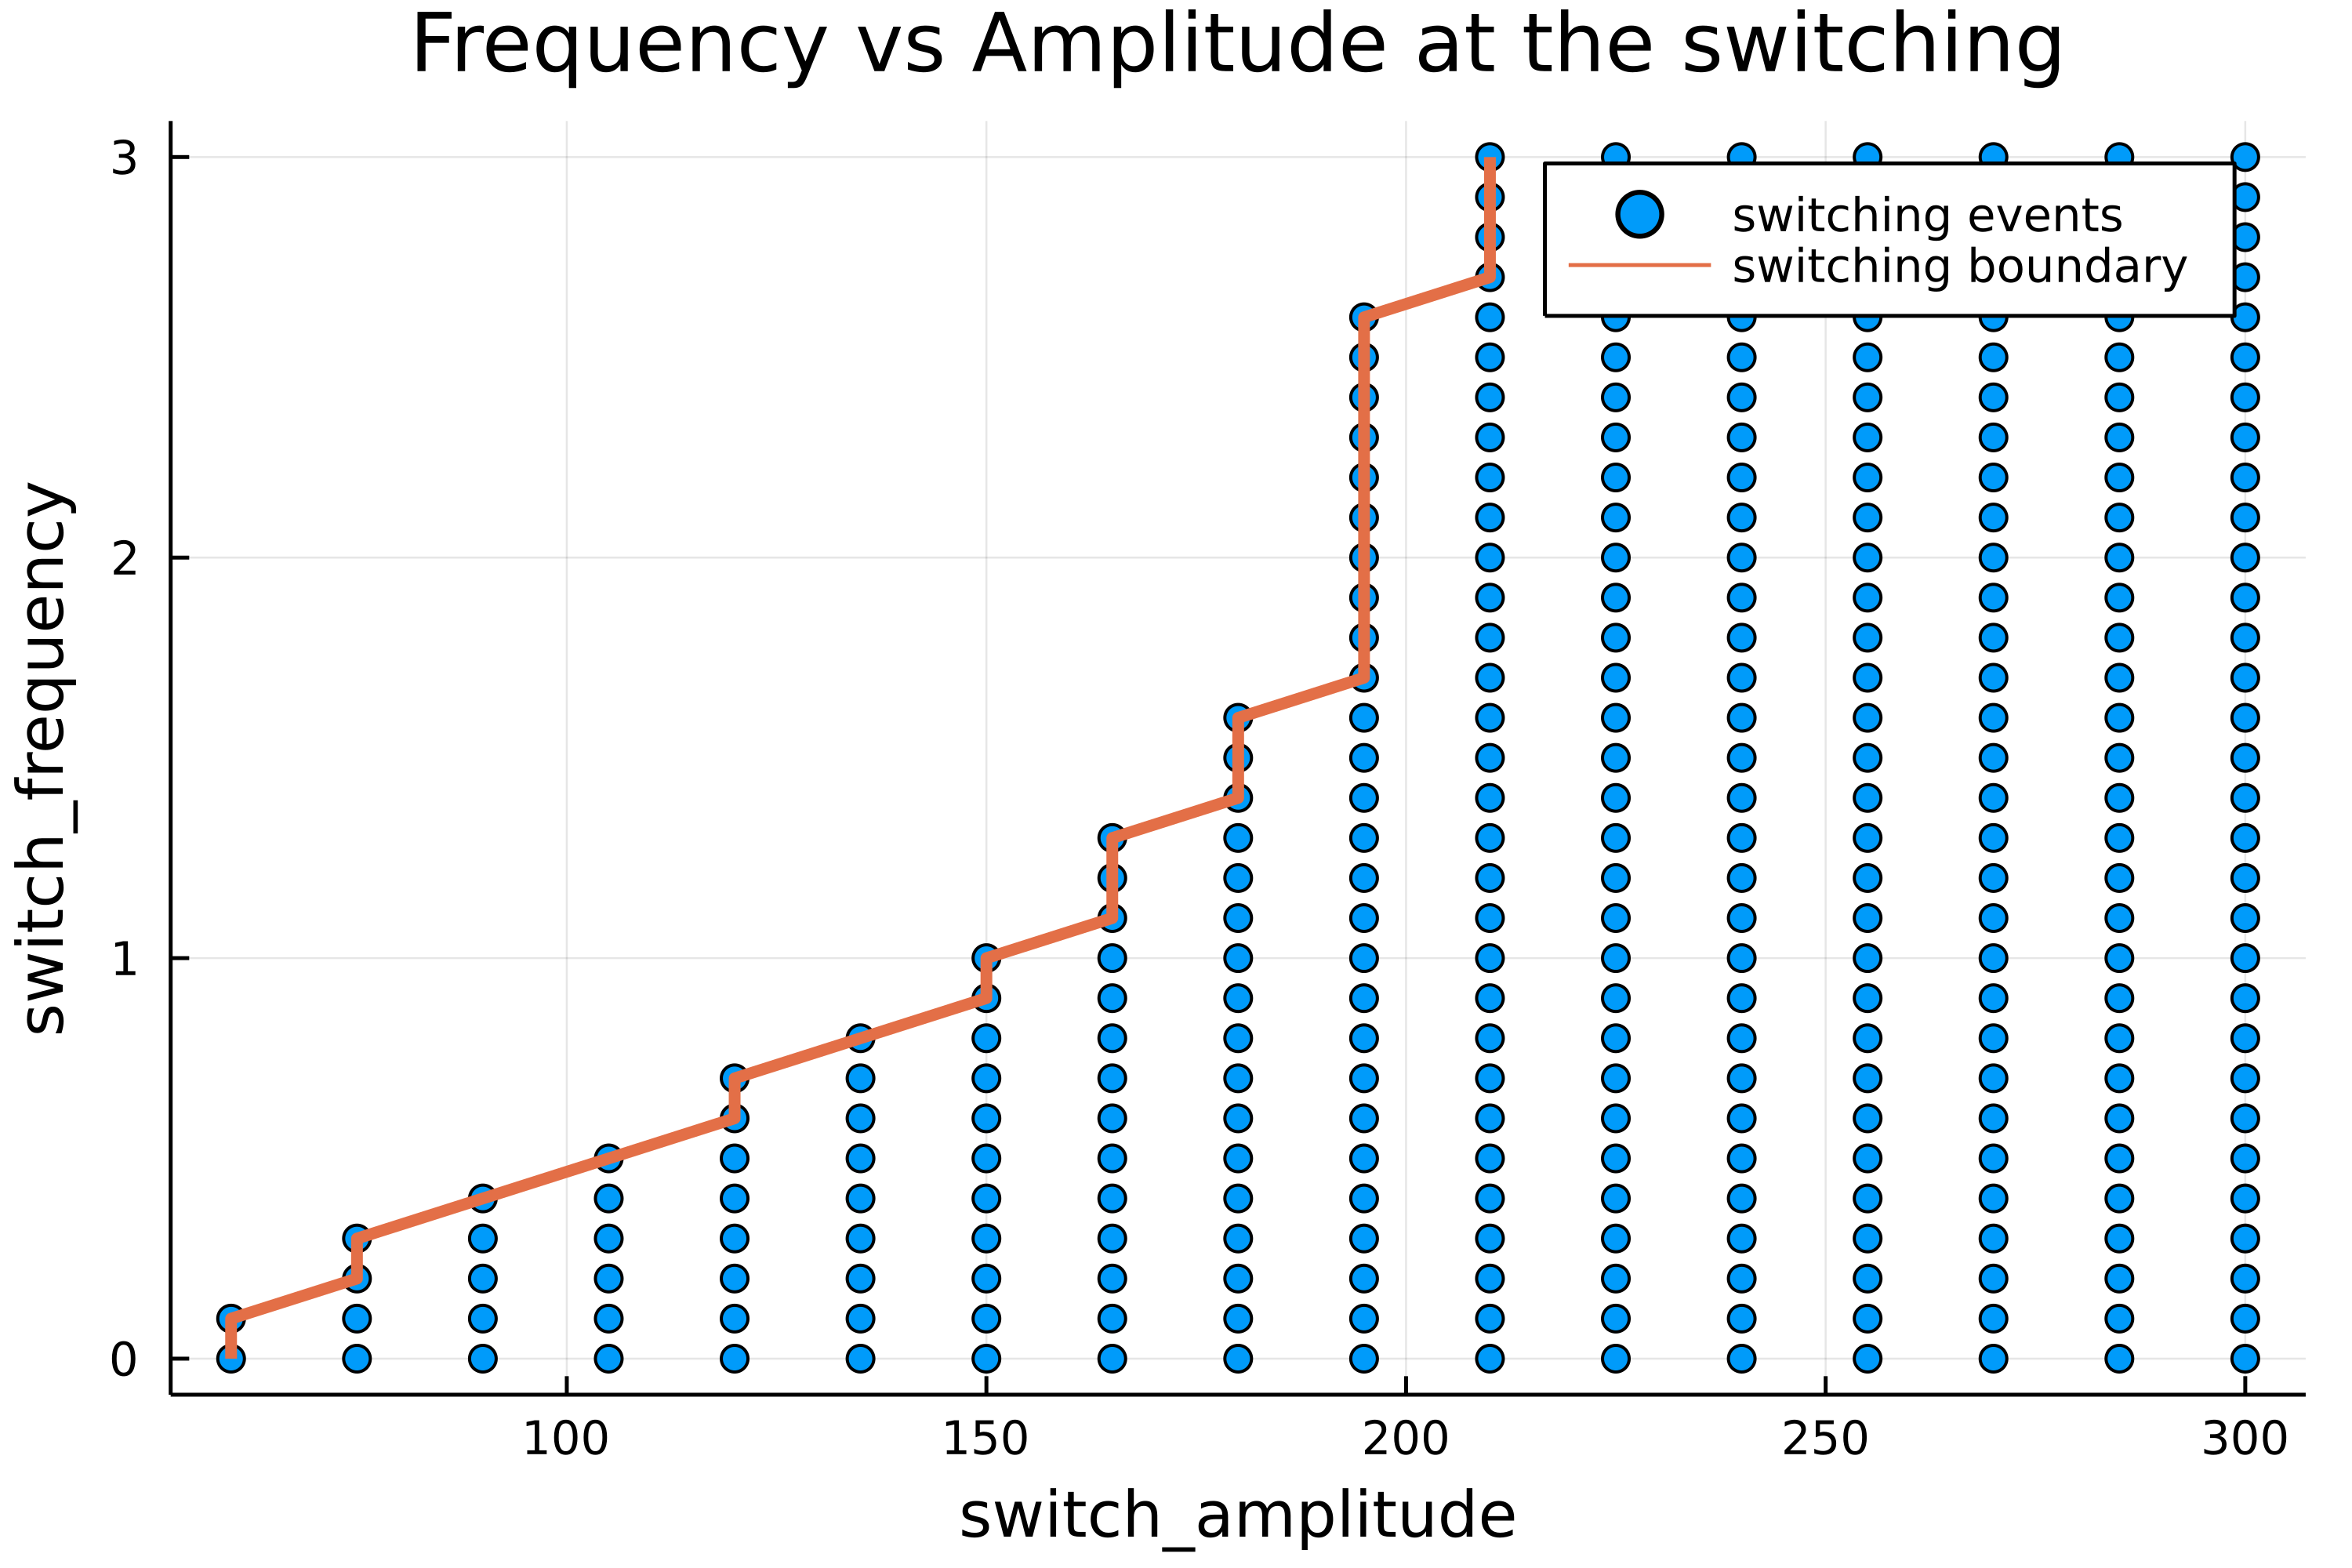 Frequency vs Amplitude at the switching
switching events
switching boundary
switch_frequency
3
2
1
0
100 150 200 250 300
switch_amplitude